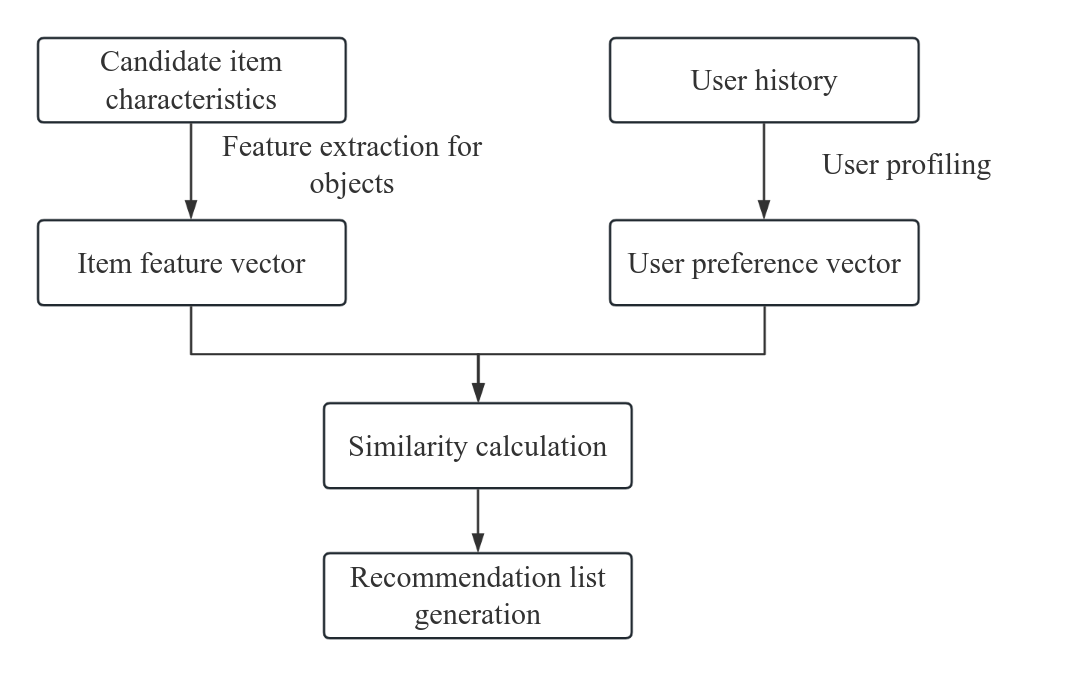 Candidate item
characteristics
User history
Feature extraction for
objects
User profiling
Item feature vector
User preference vector
Similarity calculation
Recommendation list
generation